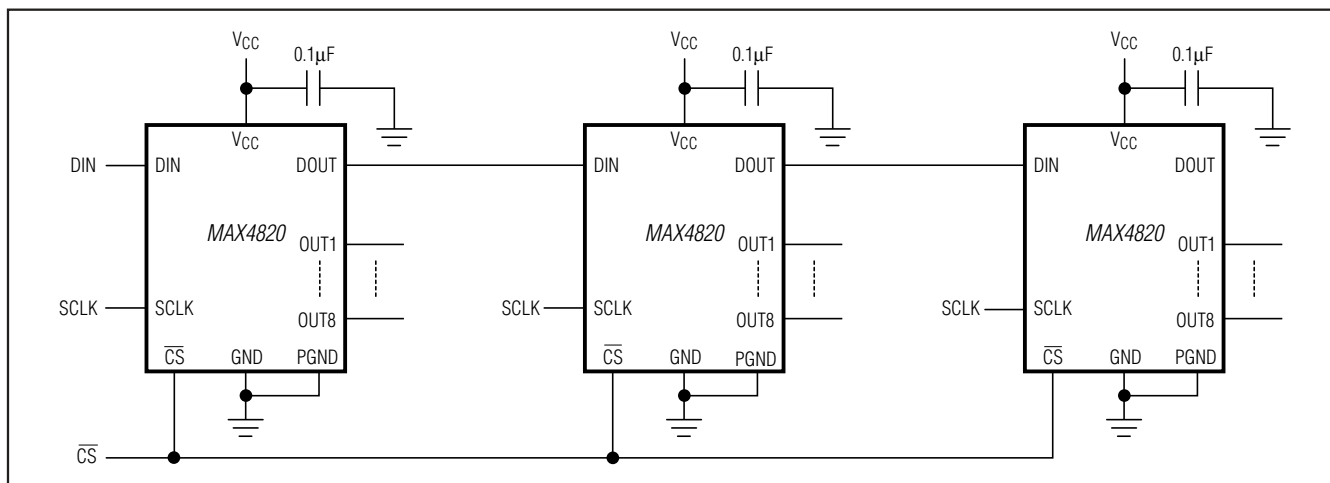 VCC 0.1µF VCC 0.1µF VCC 0.1µF
VCC VCC VCC
DIN DIN DOUT DIN DOUT DIN DOUT
MAX4820 MAX4820 MAX4820
OUT1 OUT1 OUT1
SCLK SCLK SCLK SCLK SCLK SCLK
OUT8 OUT8 OUT8
CS GND PGND CS GND PGND CS GND PGND
CS